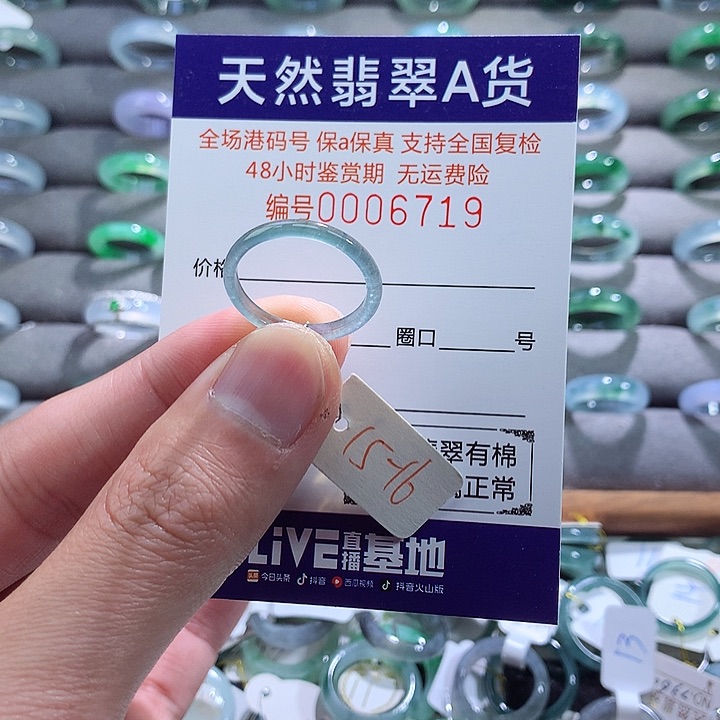 天然翡翠A货
全场港码号 保a保真 支持全国复检
48小时鉴赏期 无运费险
编号0006719
价格
圈口 号
翠有棉
正常
LiVE直播基地
今日头条 抖音 西瓜视频 抖音火山版
13